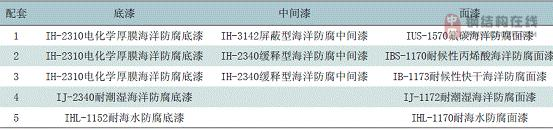 配套 底漆 中间漆 面漆
1 IH-2310电化学厚膜海洋防腐底漆 IH-3142屏蔽型海洋防腐中间漆 IUS-1570氟碳海洋防腐面漆
2 IH-2310电化学厚膜海洋防腐底漆 IH-2340缓释型海洋防腐中间漆 IBS-1170耐候性丙烯酸海洋防腐面漆
3 IH-2310电化学厚膜海洋防腐底漆 IH-2340缓释型海洋防腐中间漆 IB-1173耐候性快干海洋防腐面漆
4 IJ-2340耐潮湿海洋防腐底漆 IJ-1172耐潮湿海洋防腐面漆
5 IHL-1152耐海水防腐底漆 IHL-1170耐海水防腐面漆